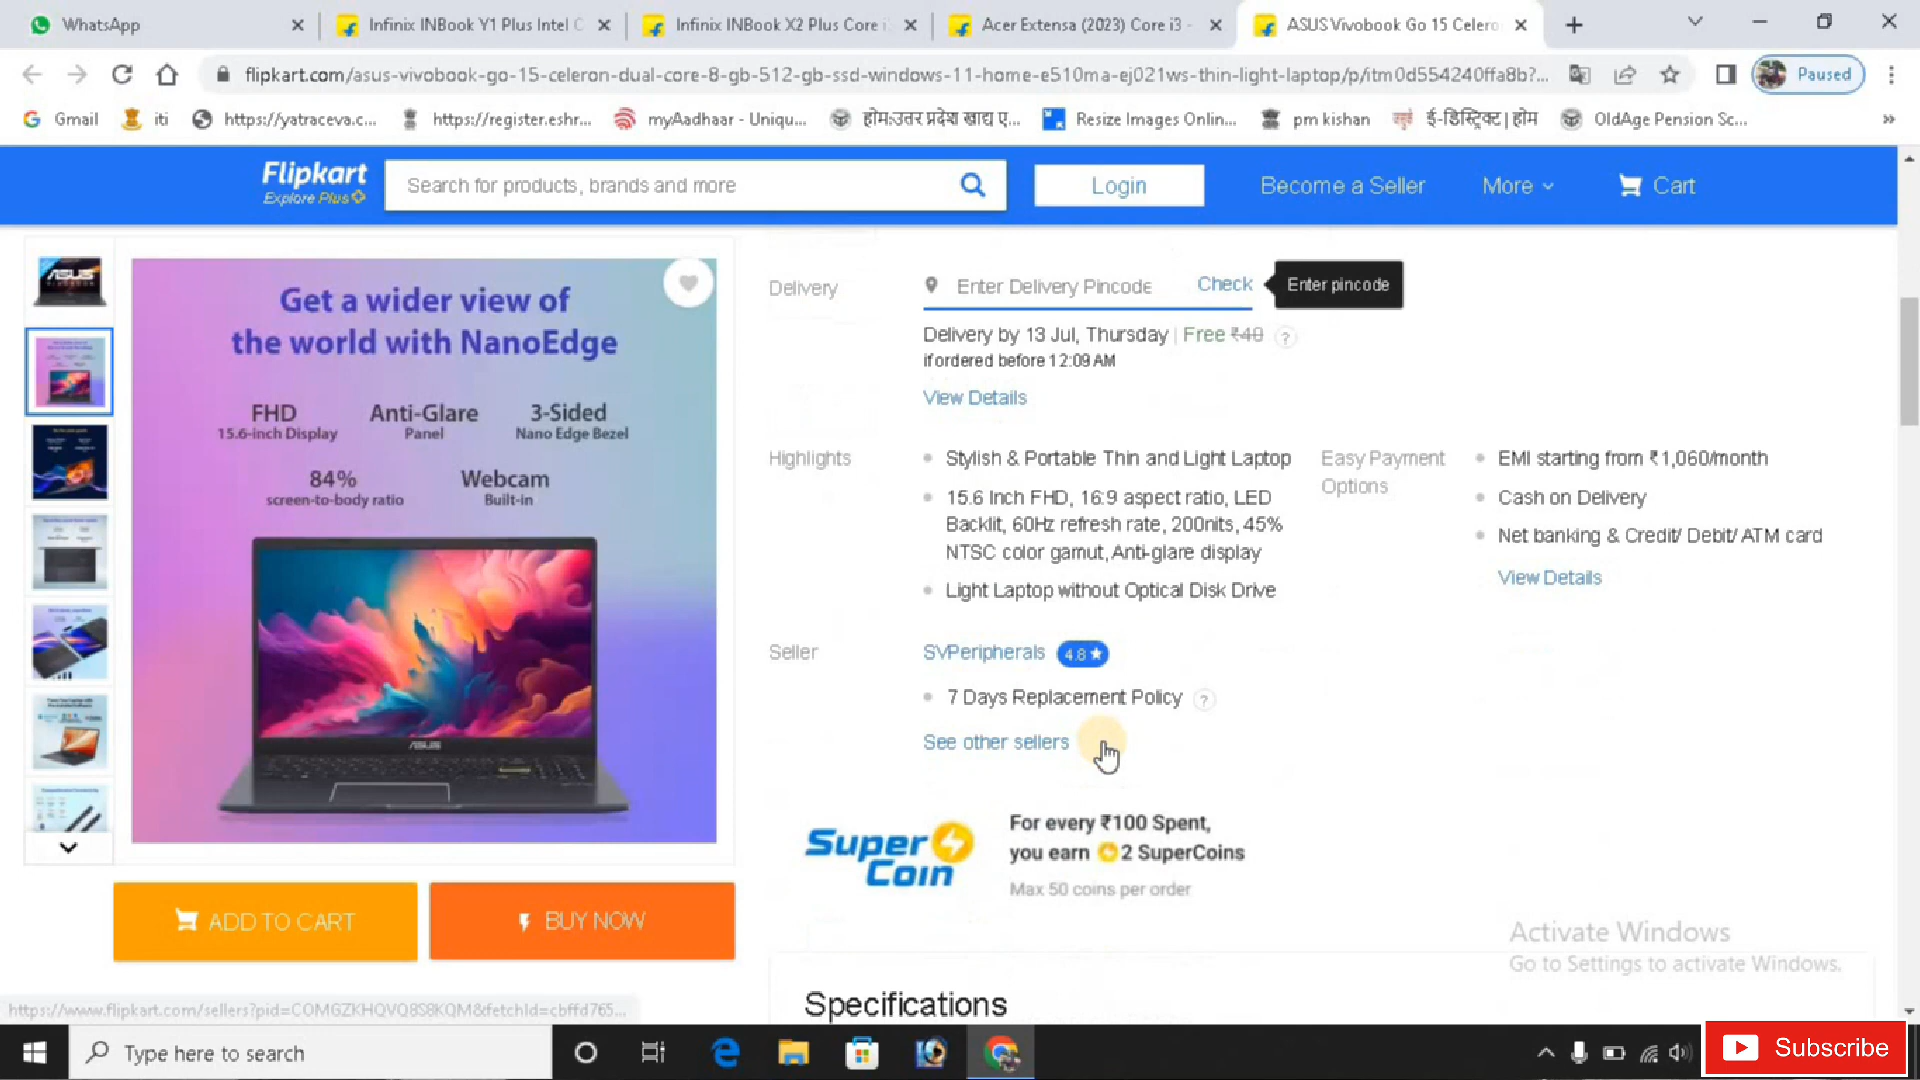 WhatsApp
Infinix INBook Y1 Plus Intel C
Infinix INBook X2 Plus Core i
Acer Extensa (2023) Core i3 -
ASUS Vivobook Go 15 Celero
flipkart.com/asus-vivobook-go-15-celeron-dual-core-8-gb-512-gb-ssd-windows-11-home-e510ma-ej021ws-thin-light-laptop/p/itm0d554240ffa8b?...
Paused
Gmail
iti
https://yatraceva.c...
https://register.eshr...
myAadhaar - Uniqu...
होम:उत्तर प्रदेश खाद्य ए...
Resize Images Onlin...
pm kishan
ई-डिस्ट्रिक्ट | होम
OldAge Pension Sc...
»
Flipkart
Explore Plus
Search for products, brands and more
Login
Become a Seller
More
Cart
Get a wider view of
the world with NanoEdge
FHD
15.6-inch Display
Anti-Glare
Panel
3-Sided
Nano Edge Bezel
84%
screen-to-body ratio
Webcam
Built-in
ASUS
ADD TO CART
BUY NOW
Delivery
Enter Delivery Pincode
Check
Enter pincode
Delivery by 13 Jul, Thursday | Free ₹40 ?
if ordered before 12:09 AM
View Details
Highlights
Stylish & Portable Thin and Light Laptop
15.6 Inch FHD, 16:9 aspect ratio, LED
Backlit, 60Hz refresh rate, 200nits, 45%
NTSC color gamut, Anti-glare display
Light Laptop without Optical Disk Drive
Easy Payment
Options
EMI starting from ₹1,060/month
Cash on Delivery
Net banking & Credit/ Debit/ ATM card
View Details
Seller
SVPeripherals
4.8 ★
7 Days Replacement Policy ?
See other sellers
Super
Coin
For every ₹100 Spent,
you earn 2 SuperCoins
Max 50 coins per order
Specifications
Activate Windows
Go to Settings to activate Windows.
https://www.flipkart.com/sellers?pid=COMGZKHQVQ8S8KQM&fetchId=cbffd765...
Type here to search
Subscribe